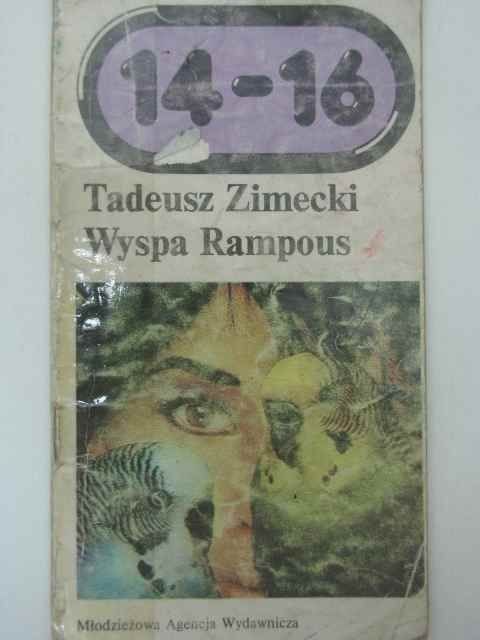 14-16
Tadeusz Zimecki
Wyspa Rampous
Młodzieżowa Agencja Wydawnicza